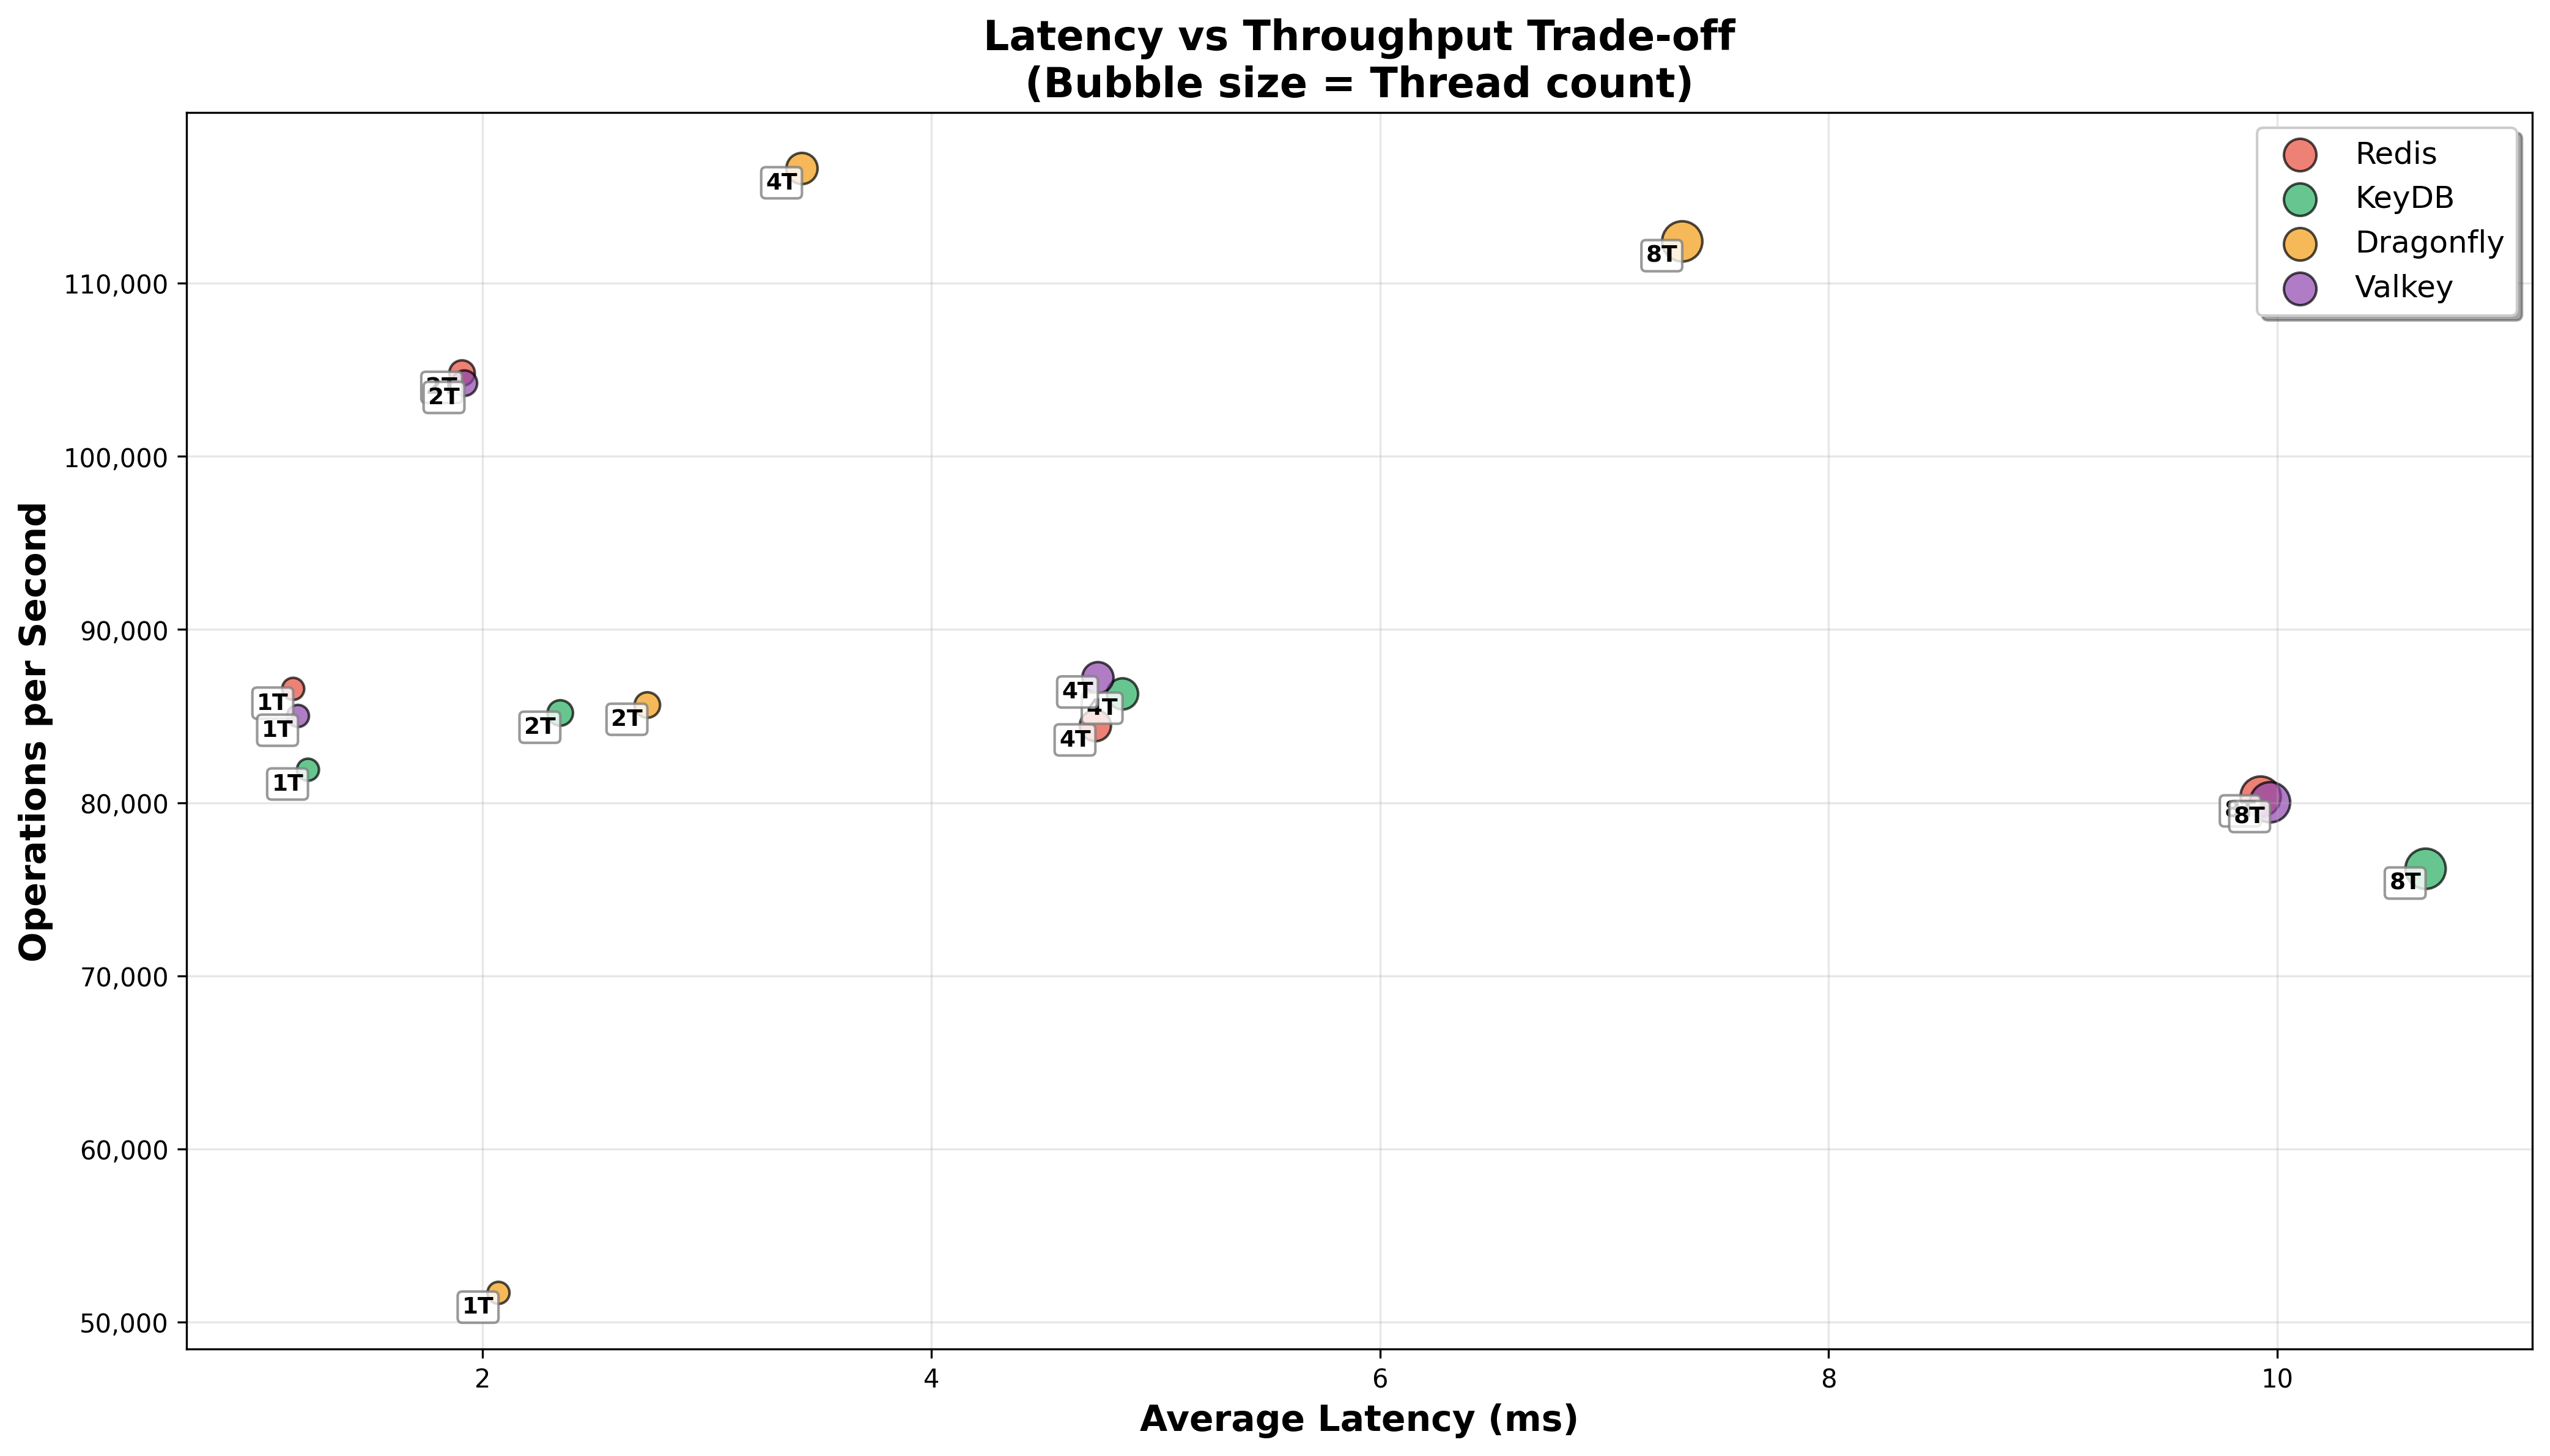 Latency vs Throughput Trade-off
(Bubble size = Thread count)
Redis
KeyDB
Dragonfly
Valkey
Operations per Second
110,000
100,000
90,000
80,000
70,000
60,000
50,000
4T
8T
2T
2T
1T
1T
1T
2T
2T
4T
4T
4T
8T
8T
1T
2
4
6
8
10
Average Latency (ms)